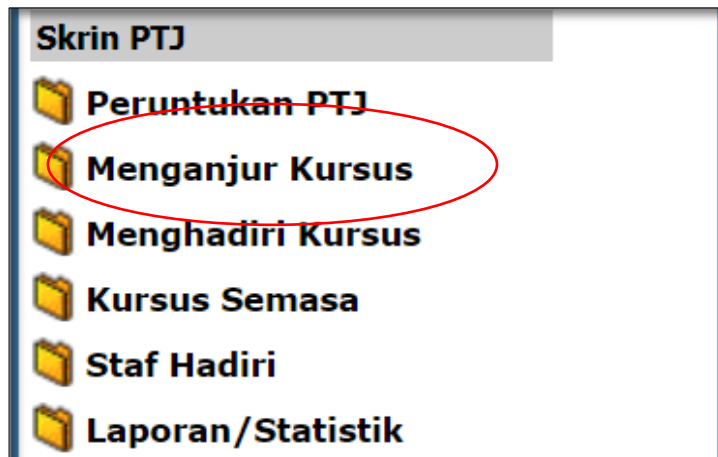 Skrin PTJ
Peruntukan PTJ
Menganjur Kursus
Menghadiri Kursus
Kursus Semasa
Staf Hadiri
Laporan/Statistik